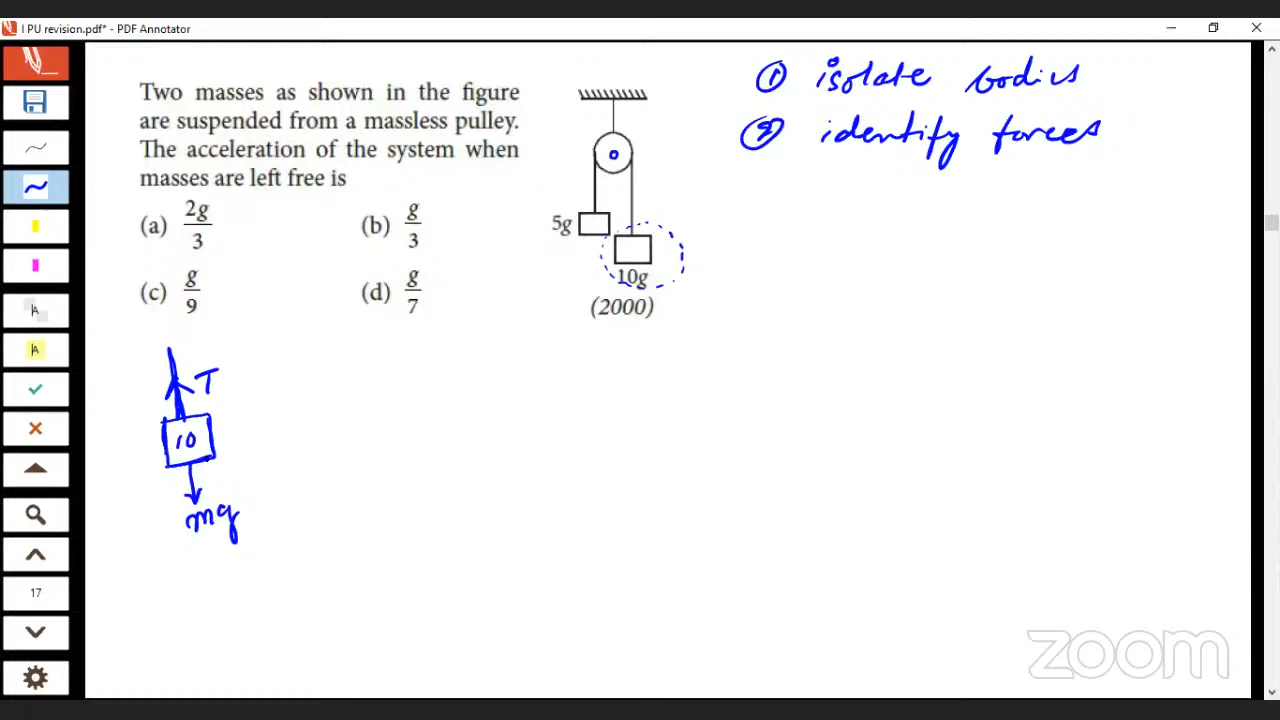 I PU revision.pdf* - PDF Annotator
① isolate bodies
② identify forces
Two masses as shown in the figure
are suspended from a massless pulley.
The acceleration of the system when
masses are left free is
(a) 2g/3 (b) g/3
(c) g/9 (d) g/7
5g
10g
(2000)
T
10
mg
A
A
17
zoom